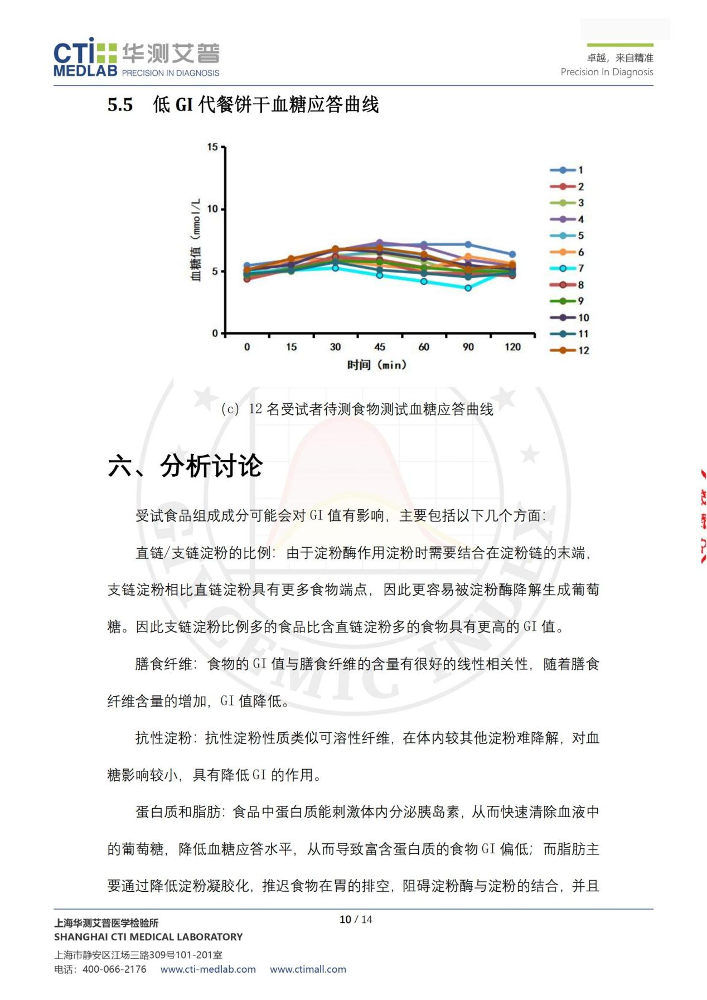 CTi 华测艾普
MEDLAB PRECISION IN DIAGNOSIS
卓越，来自精准
Precision In Diagnosis
5.5 低 GI 代餐饼干血糖应答曲线
15
10
5
0
血糖值（mmol/L
0 15 30 45 60 90 120
时间（min）
1
2
3
4
5
6
7
8
9
10
11
12
（c）12 名受试者待测食物测试血糖应答曲线
六、分析讨论
受试食品组成成分可能会对 GI 值有影响，主要包括以下几个方面：
直链/支链淀粉的比例：由于淀粉酶作用淀粉时需要结合在淀粉链的末端，
支链淀粉相比直链淀粉具有更多食物端点，因此更容易被淀粉酶降解生成葡萄
糖。因此支链淀粉比例多的食品比含直链淀粉多的食物具有更高的 GI 值。
膳食纤维：食物的 GI 值与膳食纤维的含量有很好的线性相关性，随着膳食
纤维含量的增加，GI 值降低。
抗性淀粉：抗性淀粉性质类似可溶性纤维，在体内较其他淀粉难降解，对血
糖影响较小，具有降低 GI 的作用。
蛋白质和脂肪：食品中蛋白质能刺激体内分泌胰岛素，从而快速清除血液中
的葡萄糖，降低血糖应答水平，从而导致富含蛋白质的食物 GI 偏低；而脂肪主
要通过降低淀粉凝胶化，推迟食物在胃的排空，阻碍淀粉酶与淀粉的结合，并且
GLYCEMIC INDEX
上海华测艾普医学检验所
SHANGHAI CTI MEDICAL LABORATORY
10 / 14
上海市静安区江场三路309号101-201室
电话：400-066-2176 www.cti-medlab.com www.ctimall.com